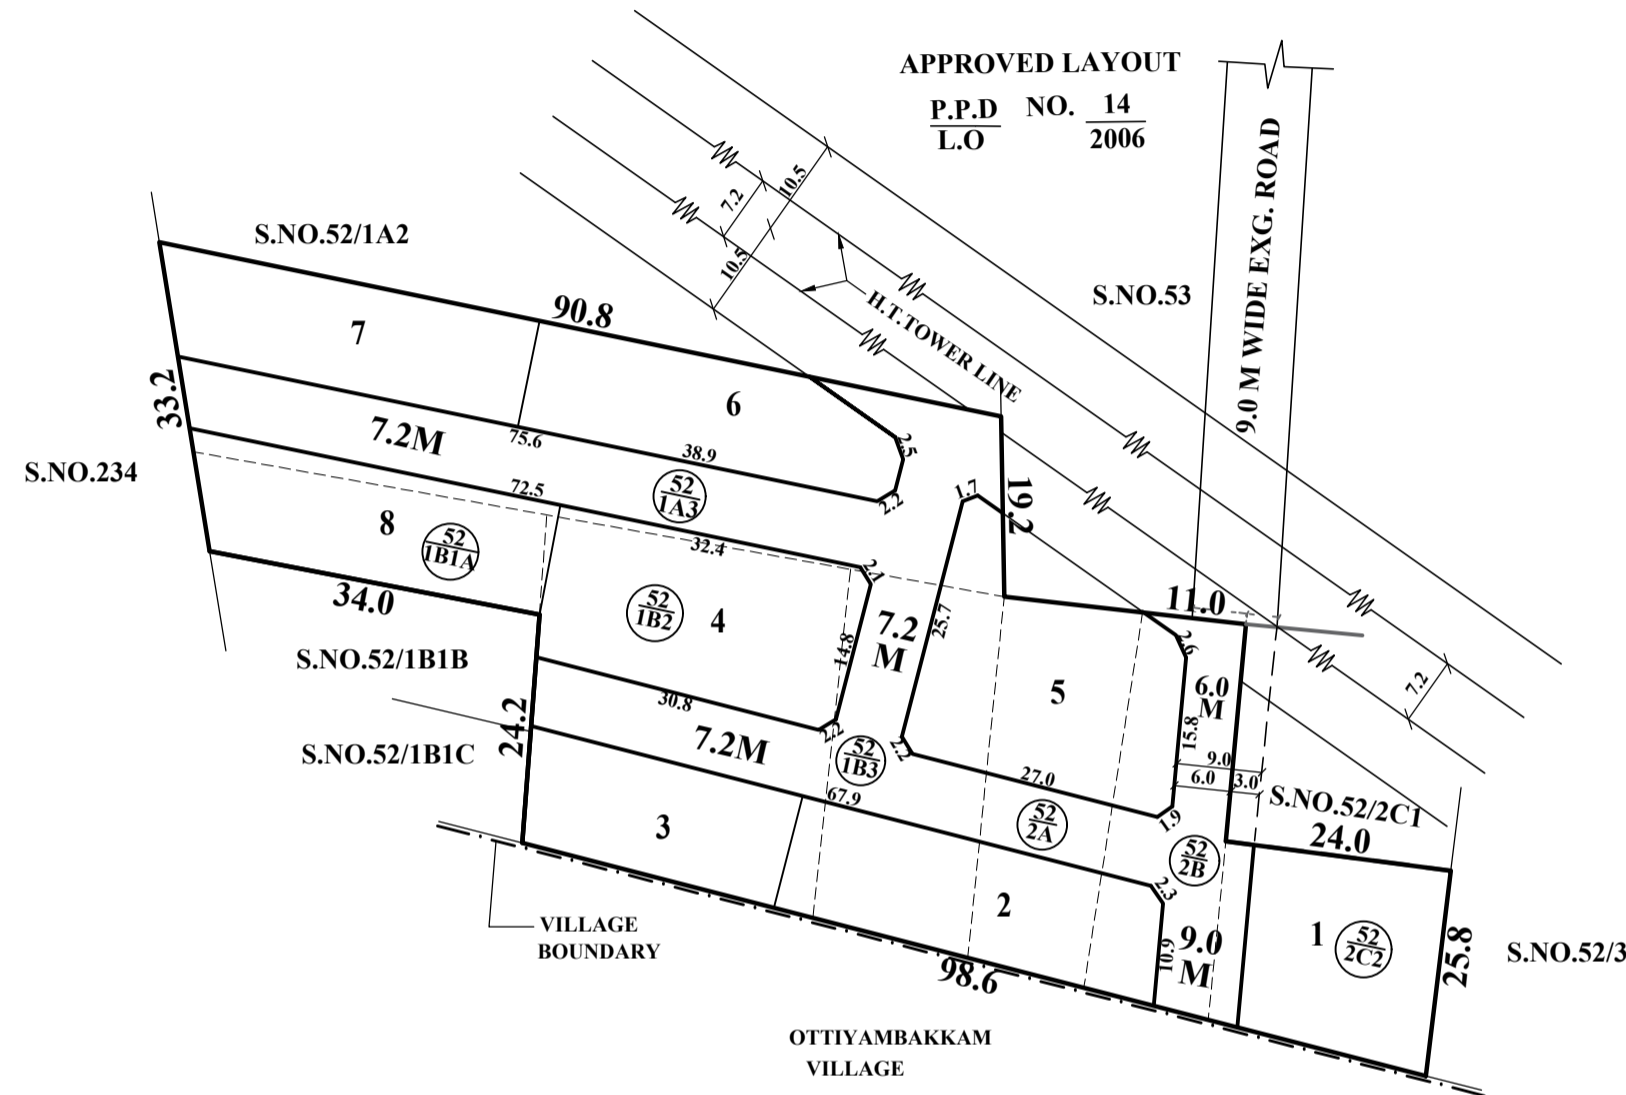 APPROVED LAYOUT
P.P.D NO. 14
L.O 2006
9.0 M WIDE EXG. ROAD
S.NO.53
10.5
7.2
10.5
H.T.TOWER LINE
7.2
S.NO.52/1A2
90.8
7
6
33.2
7.2M
75.6
38.9
2.5
2.2
52
1A3
S.NO.234
72.5
32.4
8
52
1B1A
34.0
52
1B2
4
2.1
14.8
7.2
M
25.7
1.7
19.2
11.0
2.6
6.0
M
15.8
5
9.0
6.0
3.0
S.NO.52/1B1B
S.NO.52/1B1C
24.2
30.8
2.2
7.2M
52
1B3
2.2
27.0
1.9
67.9
52
2A
52
2B
S.NO.52/2C1
24.0
3
2
2.3
10.9
9.0
M
1
52
2C2
25.8
S.NO.52/3
VILLAGE
BOUNDARY
98.6
OTTIYAMBAKKAM
VILLAGE